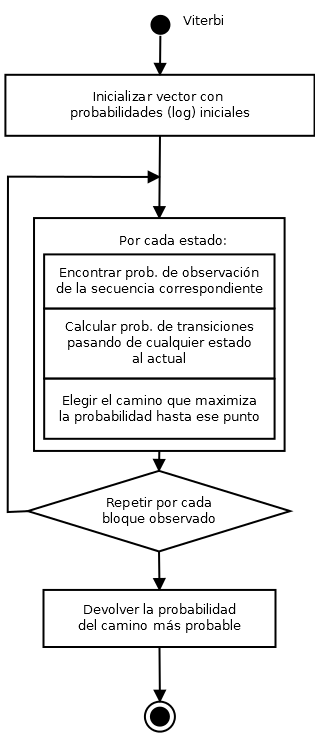 Viterbi
Inicializar vector con
probabilidades (log) iniciales
Por cada estado:
Encontrar prob. de observación
de la secuencia correspondiente
Calcular prob. de transiciones
pasando de cualquier estado
al actual
Elegir el camino que maximiza
la probabilidad hasta ese punto
Repetir por cada
bloque observado
Devolver la probabilidad
del camino más probable